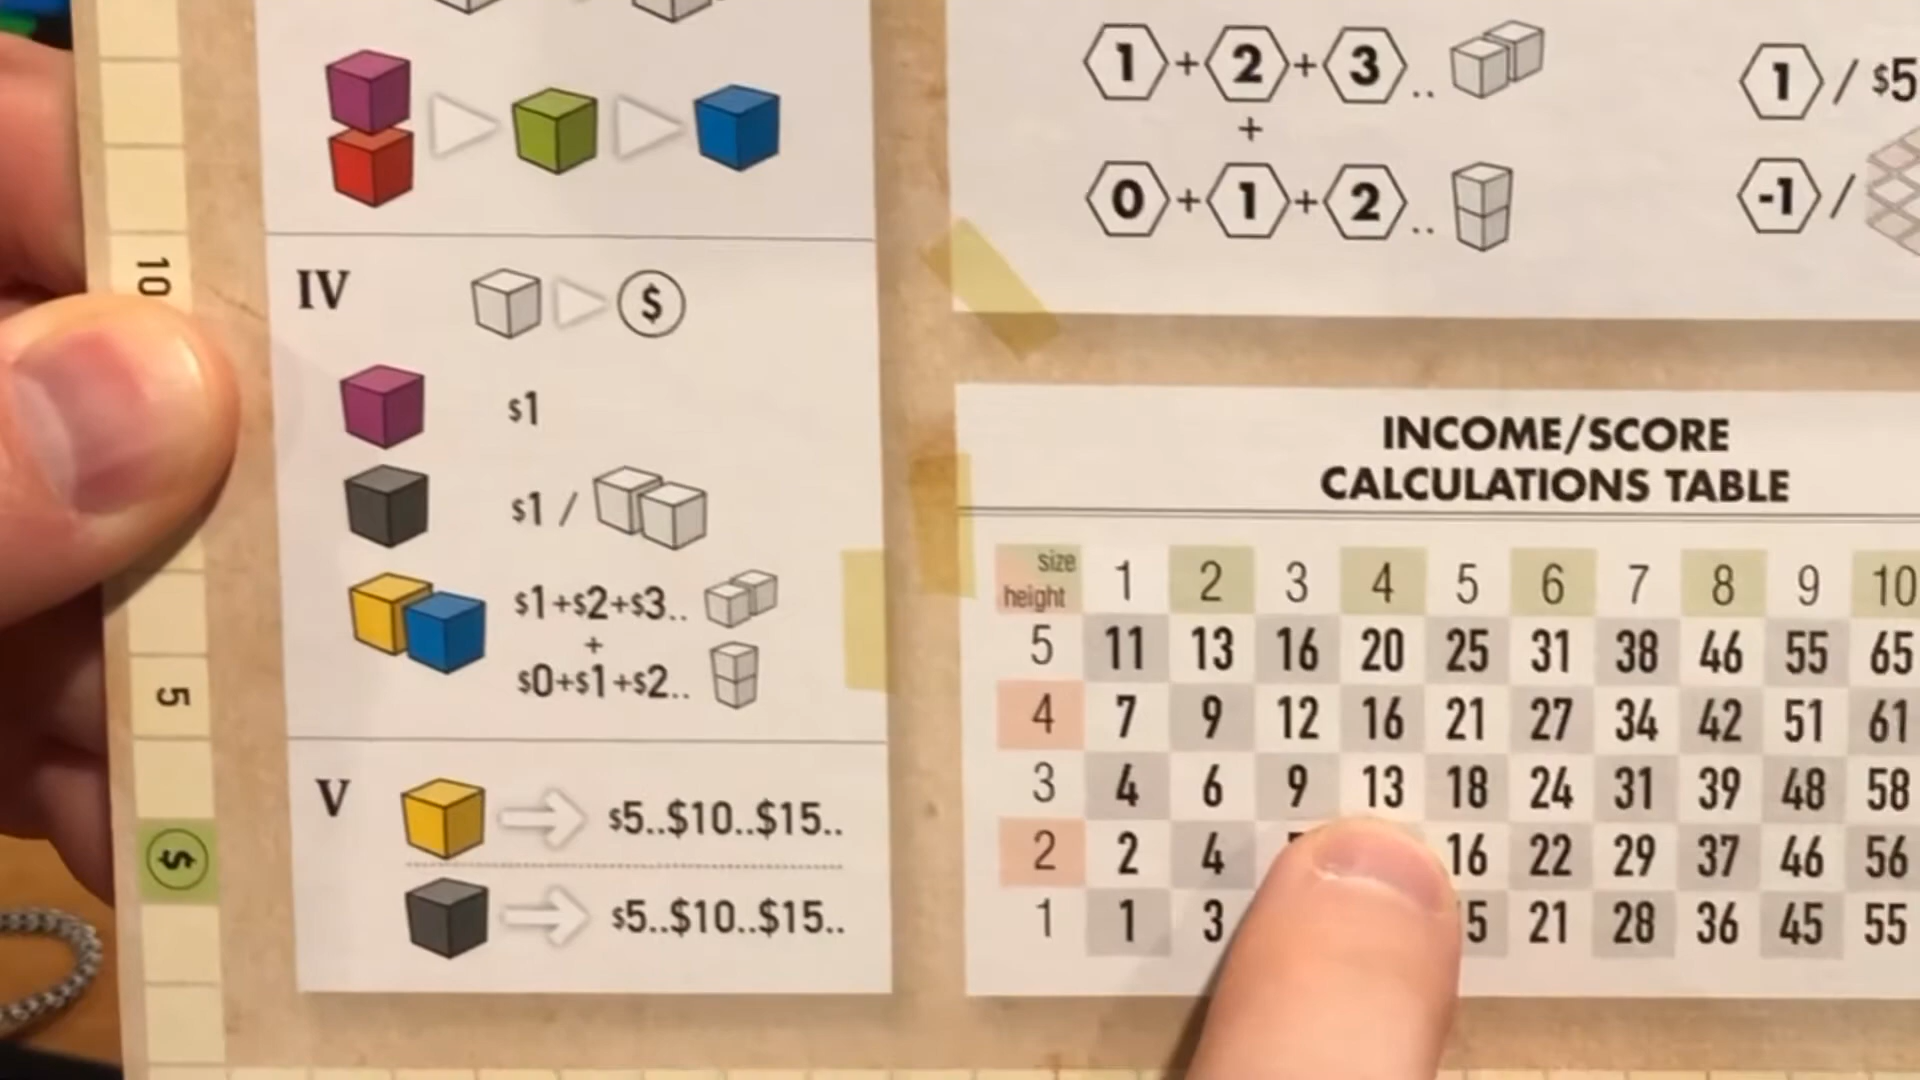 1 + 2 + 3 ..
+
0 + 1 + 2 ..
1 / $5
-1 /
10
5
$
IV $
$1
$1 /
$1+$2+$3..
+
$0+$1+$2..
V $5..$10..$15..
$5..$10..$15..
INCOME/SCORE
CALCULATIONS TABLE
size
height 1 2 3 4 5 6 7 8 9 10
5 11 13 16 20 25 31 38 46 55 65
4 7 9 12 16 21 27 34 42 51 61
3 4 6 9 13 18 24 31 39 48 58
2 2 4 16 22 29 37 46 56
1 1 3 21 28 36 45 55